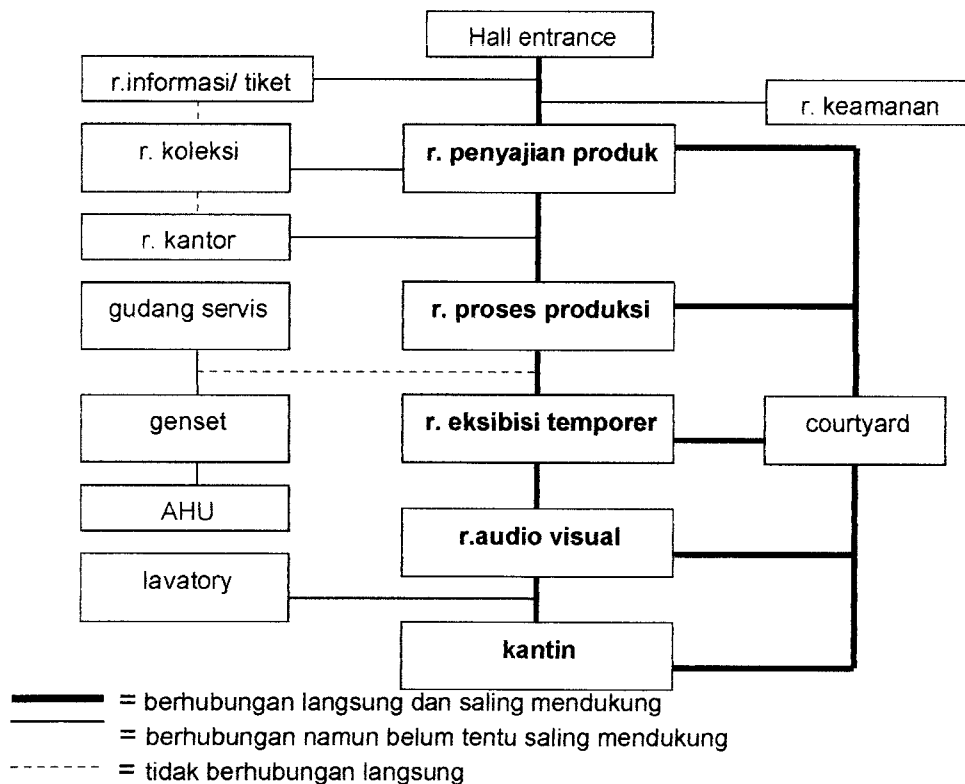 Hall entrance
r.informasi/ tiket
r. keamanan
r. koleksi
r. penyajian produk
r. kantor
gudang servis
r. proses produksi
genset
r. eksibisi temporer
courtyard
AHU
r.audio visual
lavatory
kantin
= berhubungan langsung dan saling mendukung
= berhubungan namun belum tentu saling mendukung
= tidak berhubungan langsung